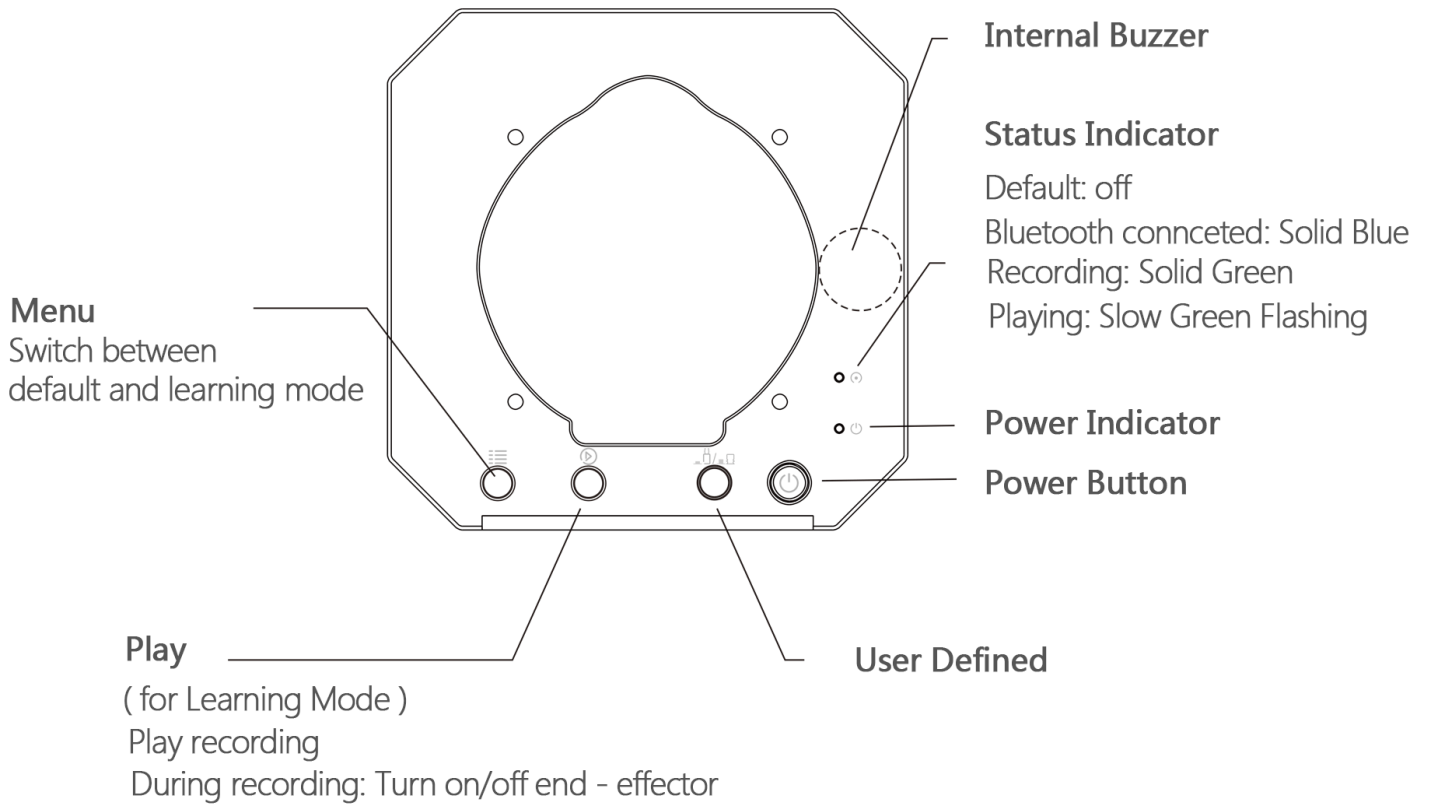 Internal Buzzer
Status Indicator
Default: off
Bluetooth connceted: Solid Blue
Recording: Solid Green
Playing: Slow Green Flashing
Menu
Switch between
default and learning mode
Power Indicator
Power Button
Play
( for Learning Mode )
Play recording
During recording: Turn on/off end - effector
User Defined